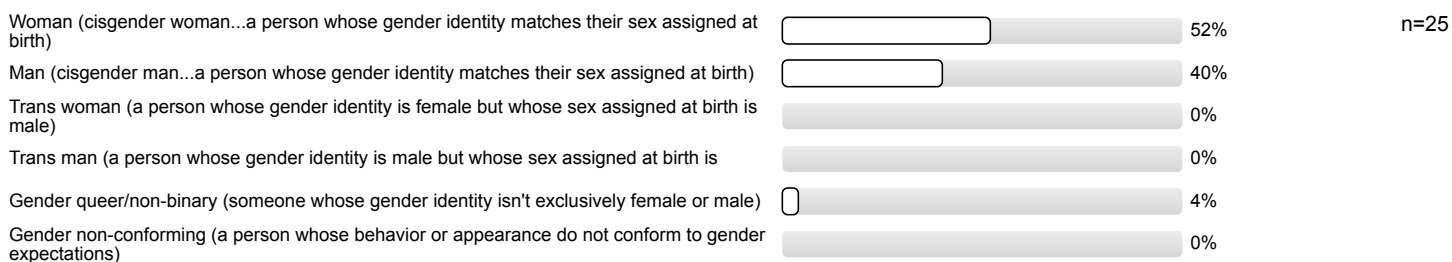 Woman (cisgender woman...a person whose gender identity matches their sex assigned at
birth)
52%
n=25
Man (cisgender man...a person whose gender identity matches their sex assigned at birth)
40%
Trans woman (a person whose gender identity is female but whose sex assigned at birth is
male)
0%
Trans man (a person whose gender identity is male but whose sex assigned at birth is
0%
Gender queer/non-binary (someone whose gender identity isn't exclusively female or male)
4%
Gender non-conforming (a person whose behavior or appearance do not conform to gender
expectations)
0%